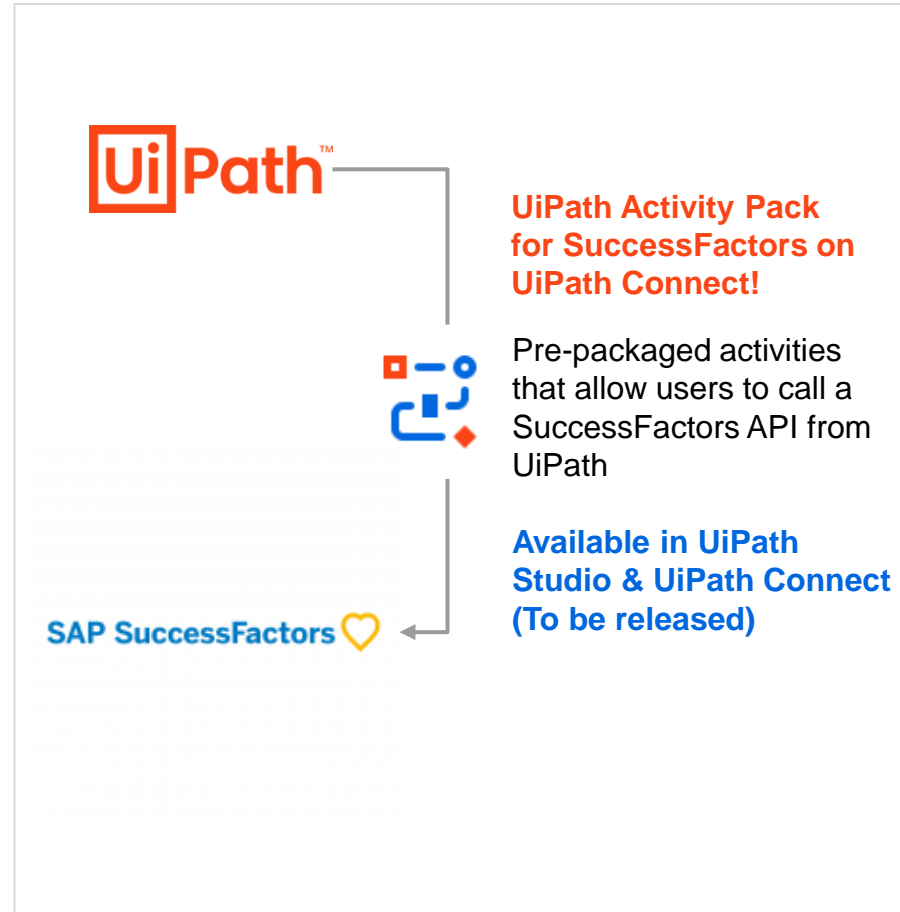 UiPath™
UiPath Activity Pack
for SuccessFactors on
UiPath Connect!
Pre-packaged activities
that allow users to call a
SuccessFactors API from
UiPath
Available in UiPath
Studio & UiPath Connect
(To be released)
SAP SuccessFactors